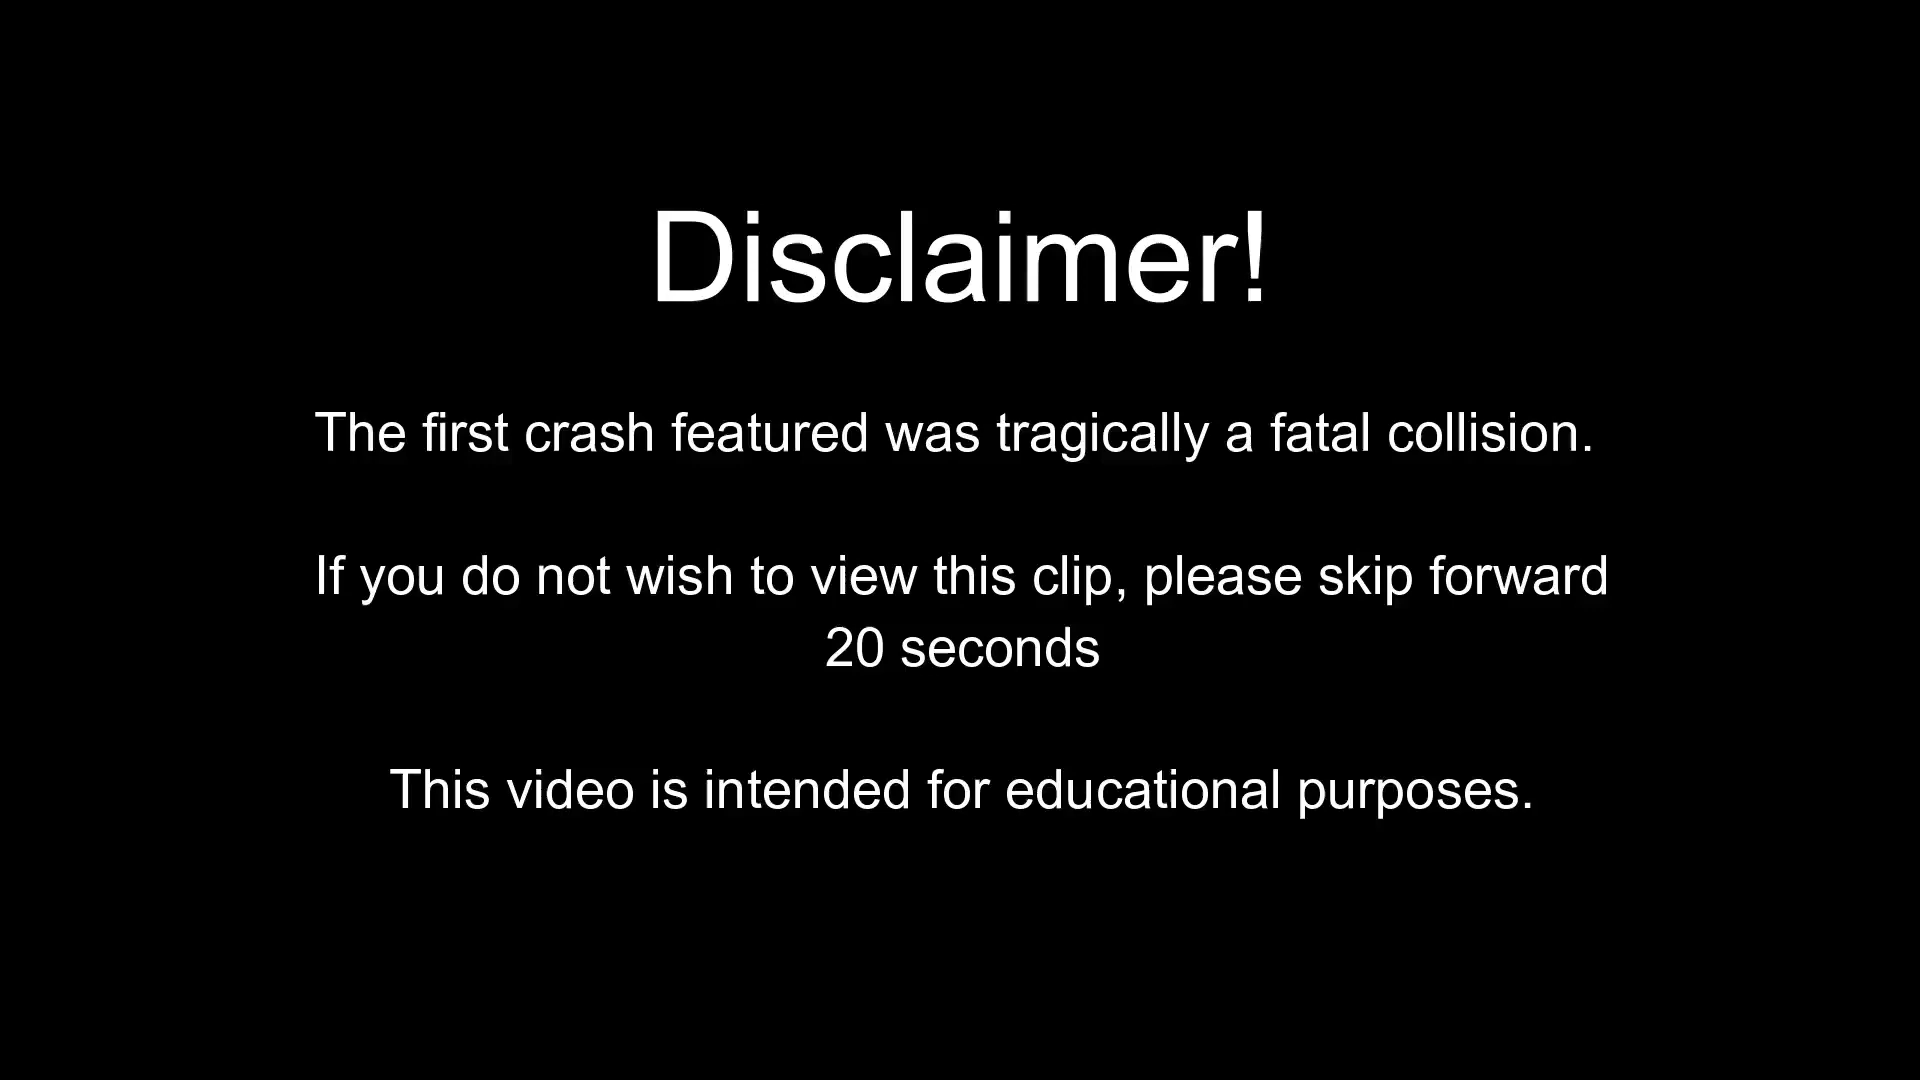 Disclaimer!
The first crash featured was tragically a fatal collision.
If you do not wish to view this clip, please skip forward
20 seconds
This video is intended for educational purposes.